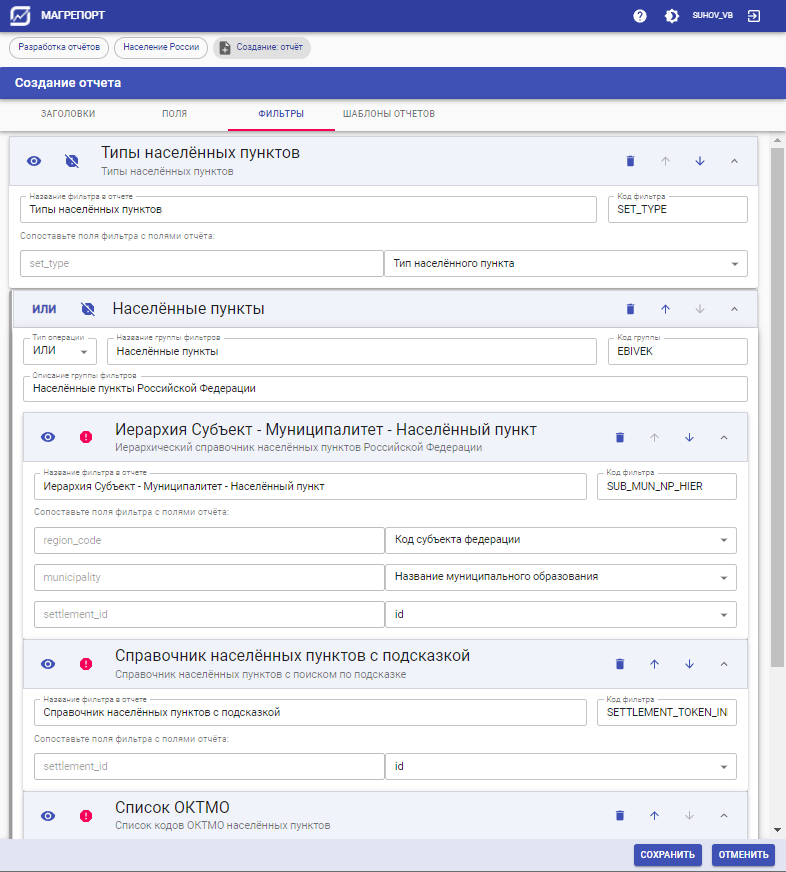 МАГРЕПОРТ
SUHOV_VB
Разработка отчётов
Население России
Создание: отчёт
Создание отчета
ЗАГОЛОВКИ
ПОЛЯ
ФИЛЬТРЫ
ШАБЛОНЫ ОТЧЕТОВ
Типы населённых пунктов
Типы населённых пунктов
Название фильтра в отчете
Код фильтра
Типы населённых пунктов
SET_TYPE
Сопоставьте поля фильтра с полями отчёта:
set_type
Тип населённого пункта
ИЛИ
Населённые пункты
Тип операции
Название группы фильтров
Код группы
ИЛИ
Населённые пункты
EBIVEK
Описание группы фильтров
Населённые пункты Российской Федерации
Иерархия Субъект - Муниципалитет - Населённый пункт
Иерархический справочник населённых пунктов Российской Федерации
Название фильтра в отчете
Код фильтра
Иерархия Субъект - Муниципалитет - Населённый пункт
SUB_MUN_NP_HIER
Сопоставьте поля фильтра с полями отчёта:
region_code
Код субъекта федерации
municipality
Название муниципального образования
settlement_id
id
Справочник населённых пунктов с подсказкой
Справочник населённых пунктов с поиском по подсказке
Название фильтра в отчете
Код фильтра
Справочник населённых пунктов с подсказкой
SETTLEMENT_TOKEN_IN
Сопоставьте поля фильтра с полями отчёта:
settlement_id
id
Список ОКТМО
Список кодов ОКТМО населённых пунктов
СОХРАНИТЬ
ОТМЕНИТЬ